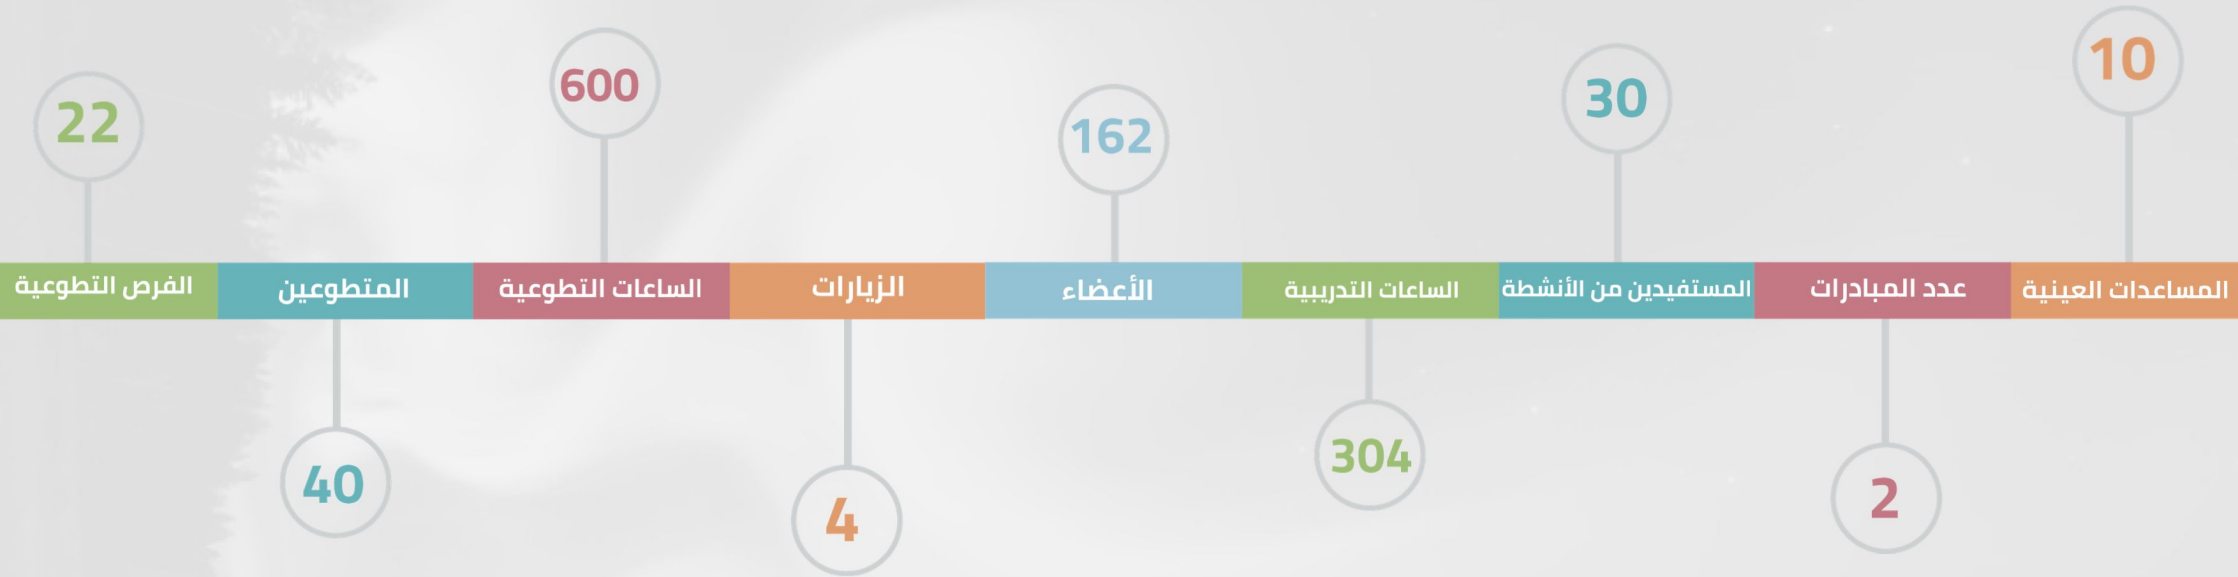 10
المساعدات العينية
عدد المبادرات
2
30
المستفيدين من الأنشطة
الساعات التدريبية
304
162
الأعضاء
الزيارات
4
600
الساعات التطوعية
المتطوعين
40
22
الفرص التطوعية